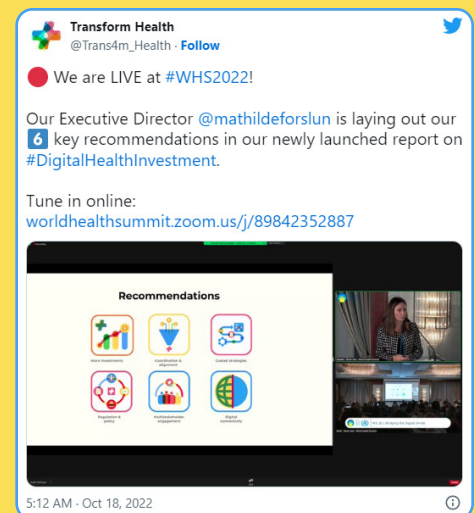 Transform Health
@Trans4m_Health · Follow
🔴 We are LIVE at #WHS2022!
Our Executive Director @mathildeforslun is laying out our
6️⃣ key recommendations in our newly launched report on
#DigitalHealthInvestment.
Tune in online:
worldhealthsummit.zoom.us/j/89842352887
Recommendations
More investments
Coordination &
alignment
Costed strategies
Regulation &
policy
Multistakeholder
engagement
Digital
connectivity
5:12 AM · Oct 18, 2022